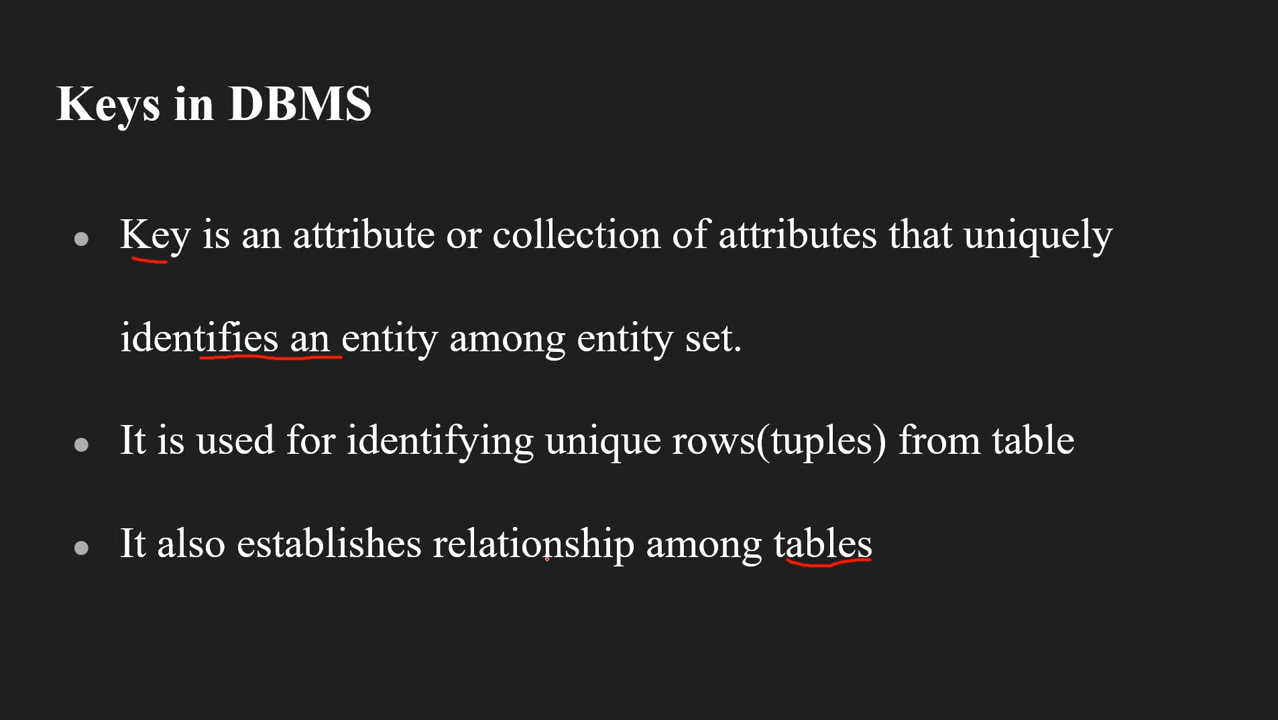 Keys in DBMS
● Key is an attribute or collection of attributes that uniquely
identifies an entity among entity set.
● It is used for identifying unique rows(tuples) from table
● It also establishes relationship among tables